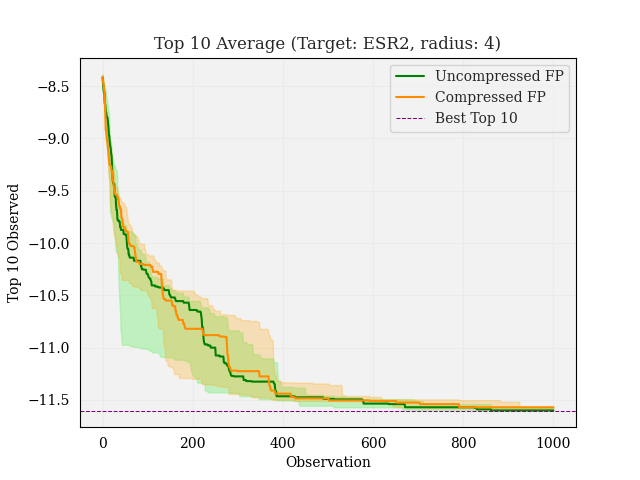 Top 10 Average (Target: ESR2, radius: 4)
Uncompressed FP
Compressed FP
Best Top 10
Top 10 Observed
−8.5
−9.0
−9.5
−10.0
−10.5
−11.0
−11.5
0 200 400 600 800 1000
Observation